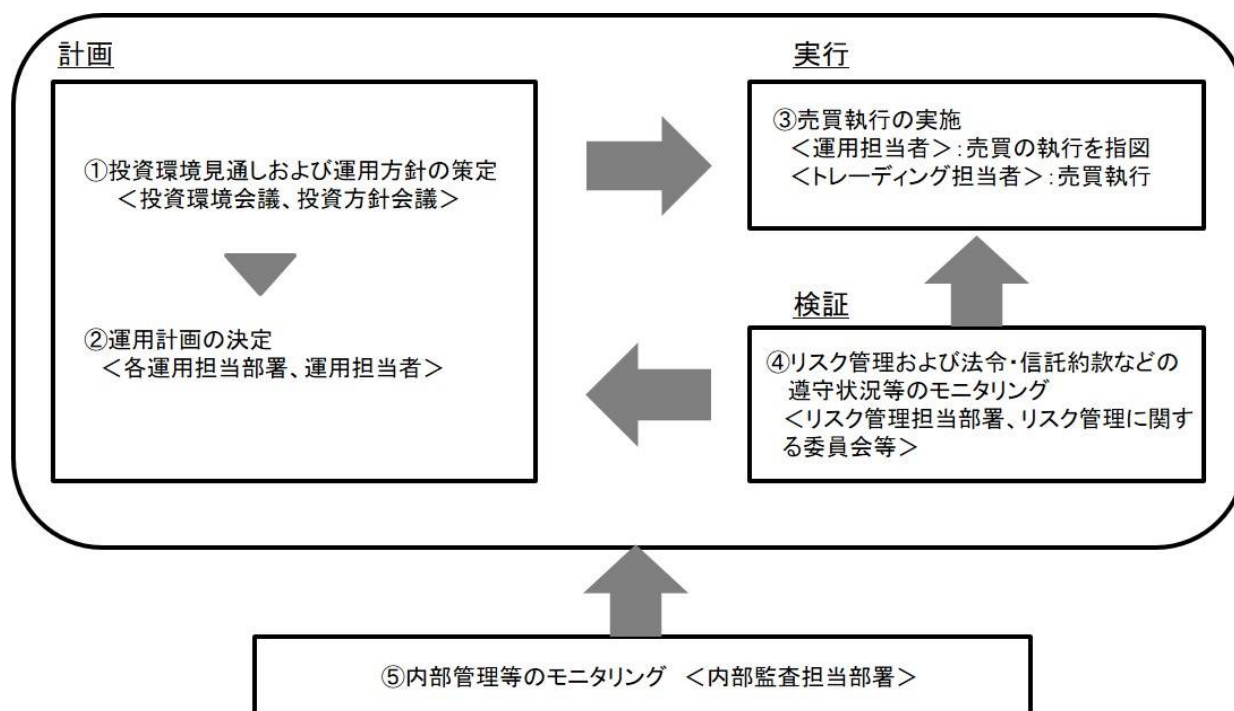 計画
①投資環境見通しおよび運用方針の策定
＜投資環境会議、投資方針会議＞
②運用計画の決定
＜各運用担当部署、運用担当者＞
実行
③売買執行の実施
＜運用担当者＞：売買の執行を指図
＜トレーディング担当者＞：売買執行
検証
④リスク管理および法令・信託約款などの
遵守状況等のモニタリング
＜リスク管理担当部署、リスク管理に関す
る委員会等＞
⑤内部管理等のモニタリング ＜内部監査担当部署＞